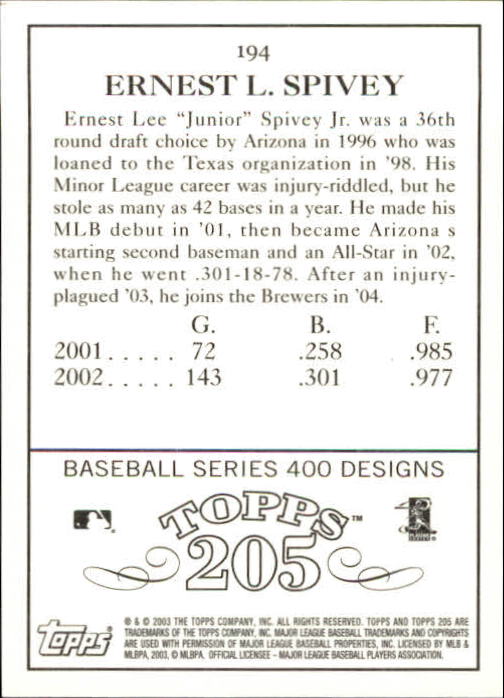 194
ERNEST L. SPIVEY
Ernest Lee "Junior" Spivey Jr. was a 36th
round draft choice by Arizona in 1996 who was
loaned to the Texas organization in '98. His
Minor League career was injury-riddled, but he
stole as many as 42 bases in a year. He made his
MLB debut in '01, then became Arizona s
starting second baseman and an All-Star in '02,
when he went .301-18-78. After an injury-
plagued '03, he joins the Brewers in '04.
G. B. F.
2001 . . . . . 72 .258 .985
2002 . . . . . 143 .301 .977
BASEBALL SERIES 400 DESIGNS
TOPPS™
205
topps®
® & © 2003 THE TOPPS COMPANY, INC. ALL RIGHTS RESERVED. TOPPS AND TOPPS 205 ARE
TRADEMARKS OF THE TOPPS COMPANY, INC. MAJOR LEAGUE BASEBALL TRADEMARKS AND COPYRIGHTS
ARE USED WITH PERMISSION OF MAJOR LEAGUE BASEBALL PROPERTIES, INC. LICENSED BY MLB &
MLBPA, 2003. © MLBPA. OFFICIAL LICENSEE - MAJOR LEAGUE BASEBALL PLAYERS ASSOCIATION.